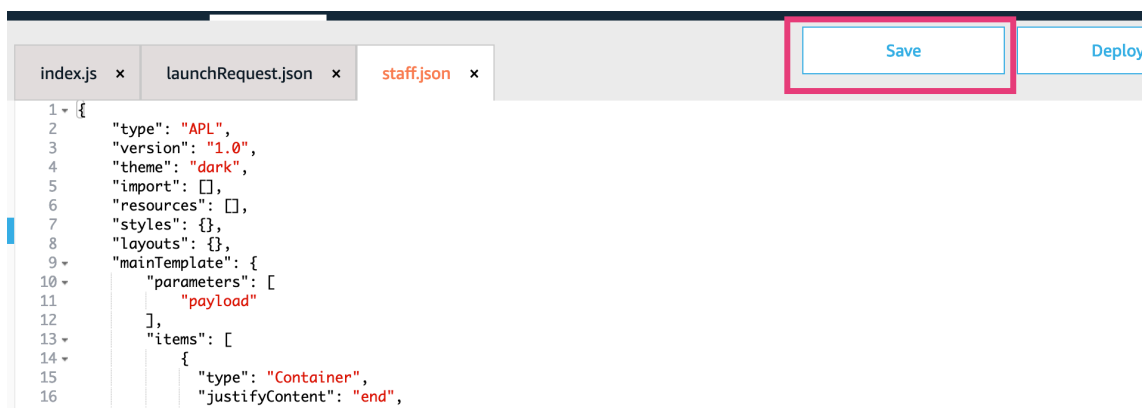 Save
Deploy
index.js × launchRequest.json × staff.json ×
1 {
2 "type": "APL",
3 "version": "1.0",
4 "theme": "dark",
5 "import": [],
6 "resources": [],
7 "styles": {},
8 "layouts": {},
9 "mainTemplate": {
10 "parameters": [
11 "payload"
12 ],
13 "items": [
14 {
15 "type": "Container",
16 "justifyContent": "end",